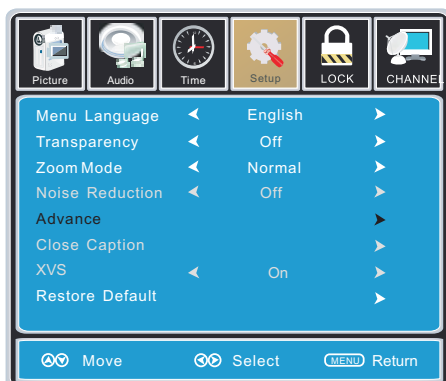 Picture Audio Time Setup LOCK CHANNEL
Menu Language English
Transparency Off
Zoom Mode Normal
Noise Reduction Off
Advance
Close Caption
XVS On
Restore Default
Move Select MENU Return